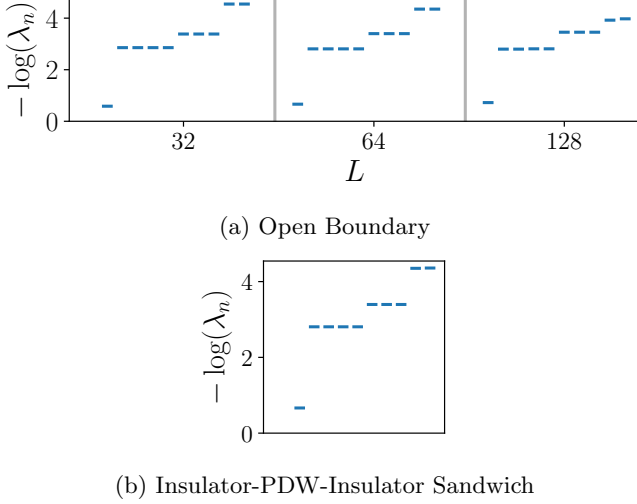 4
2
0
− log(λₙ)
32 64 128
L
(a) Open Boundary
4
2
0
− log(λₙ)
(b) Insulator-PDW-Insulator Sandwich